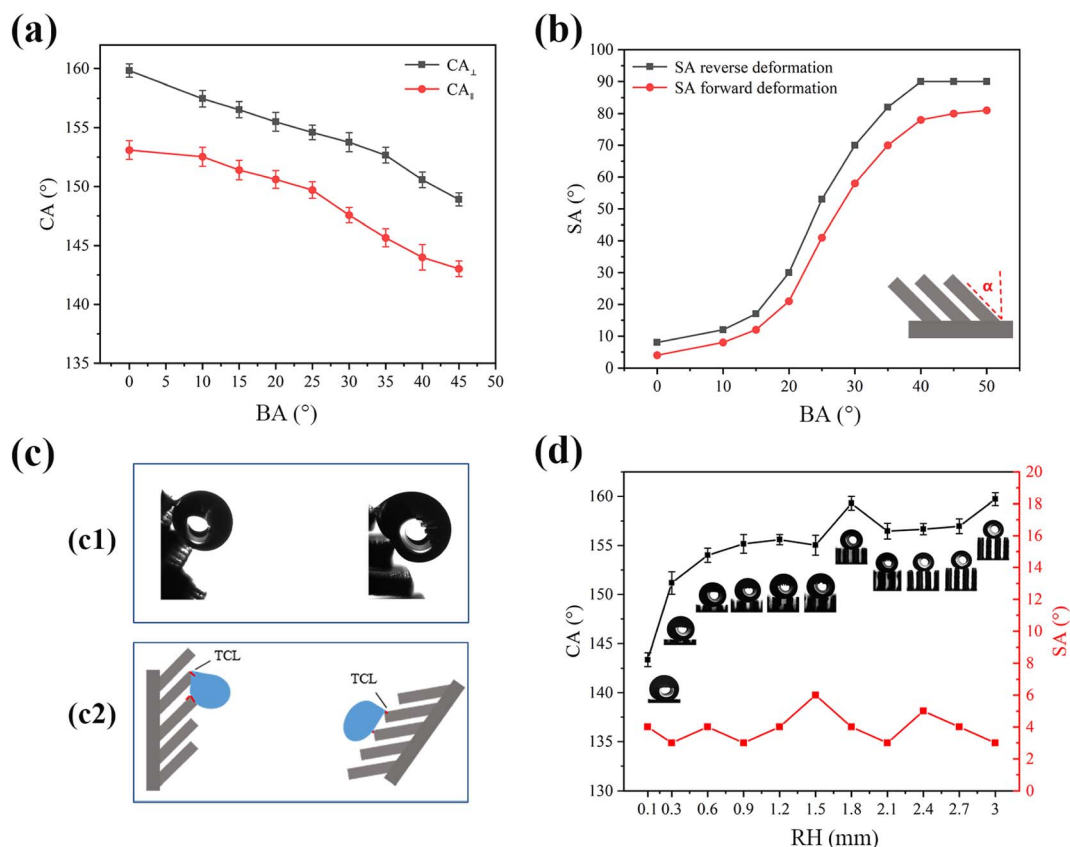 (a)
160
155
150
145
140
135
CA (°)
CA⊥
CA∥
0 5 10 15 20 25 30 35 40 45 50
BA (°)
(b)
100
90
80
70
60
50
40
30
20
10
0
SA (°)
SA reverse deformation
SA forward deformation
α
0 10 20 30 40 50
BA (°)
(c)
(c1)
(c2)
TCL
TCL
(d)
160
155
150
145
140
135
130
CA (°)
20
18
16
14
12
10
8
6
4
2
0
SA (°)
0.1 0.3 0.6 0.9 1.2 1.5 1.8 2.1 2.4 2.7 3
RH (mm)